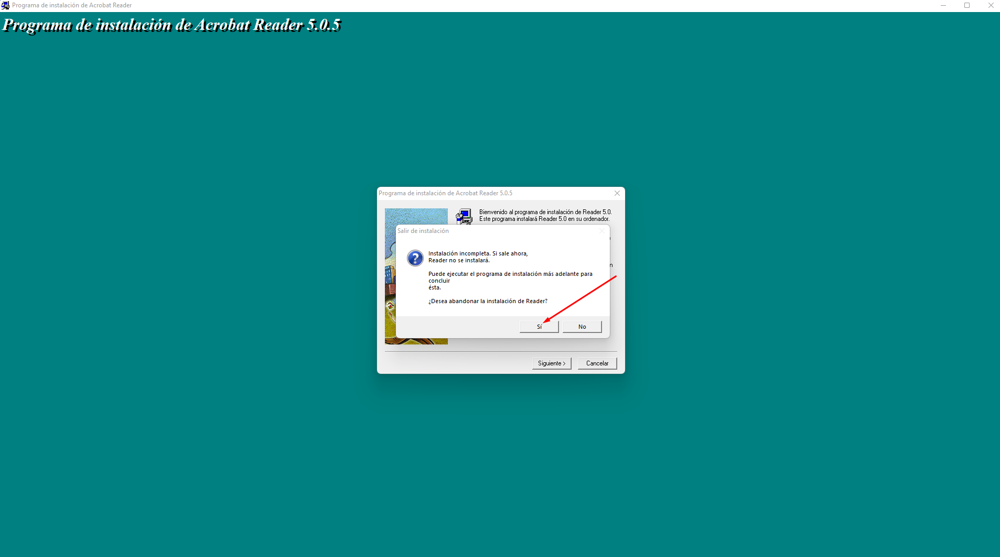 Programa de instalación de Acrobat Reader
Programa de instalación de Acrobat Reader 5.0.5
Programa de instalación de Acrobat Reader 5.0.5
Bienvenido al programa de instalación de Reader 5.0.
Este programa instalará Reader 5.0 en su ordenador.
Salir de instalación
Instalación incompleta. Si sale ahora,
Reader no se instalará.
Puede ejecutar el programa de instalación más adelante para
concluir
ésta.
¿Desea abandonar la instalación de Reader?
Sí
No
Siguiente >
Cancelar